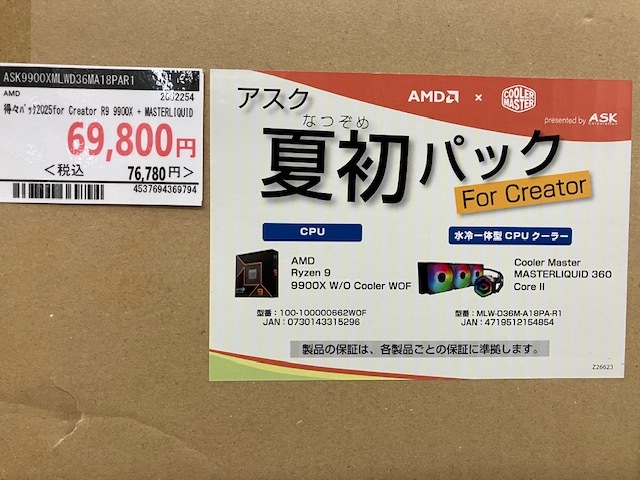 ASK9900XMLWD36MA18PAR1
AMD
2002254
得々パック2025for Creator R9 9900X + MASTERLIQUID
69,800円
<税込 76,780円>
4537694369794
アスク
AMD × COOLER MASTER
presented by ASK Corporation
なつぞめ
夏初パック
For Creator
CPU
AMD
Ryzen 9
9900X W/O Cooler WOF
型番：100-100000662WOF
JAN：0730143315296
水冷一体型CPUクーラー
Cooler Master
MASTERLIQUID 360
Core II
型番：MLW-D36M-A18PA-R1
JAN：4719512154854
製品の保証は、各製品ごとの保証に準拠します。
Z26623